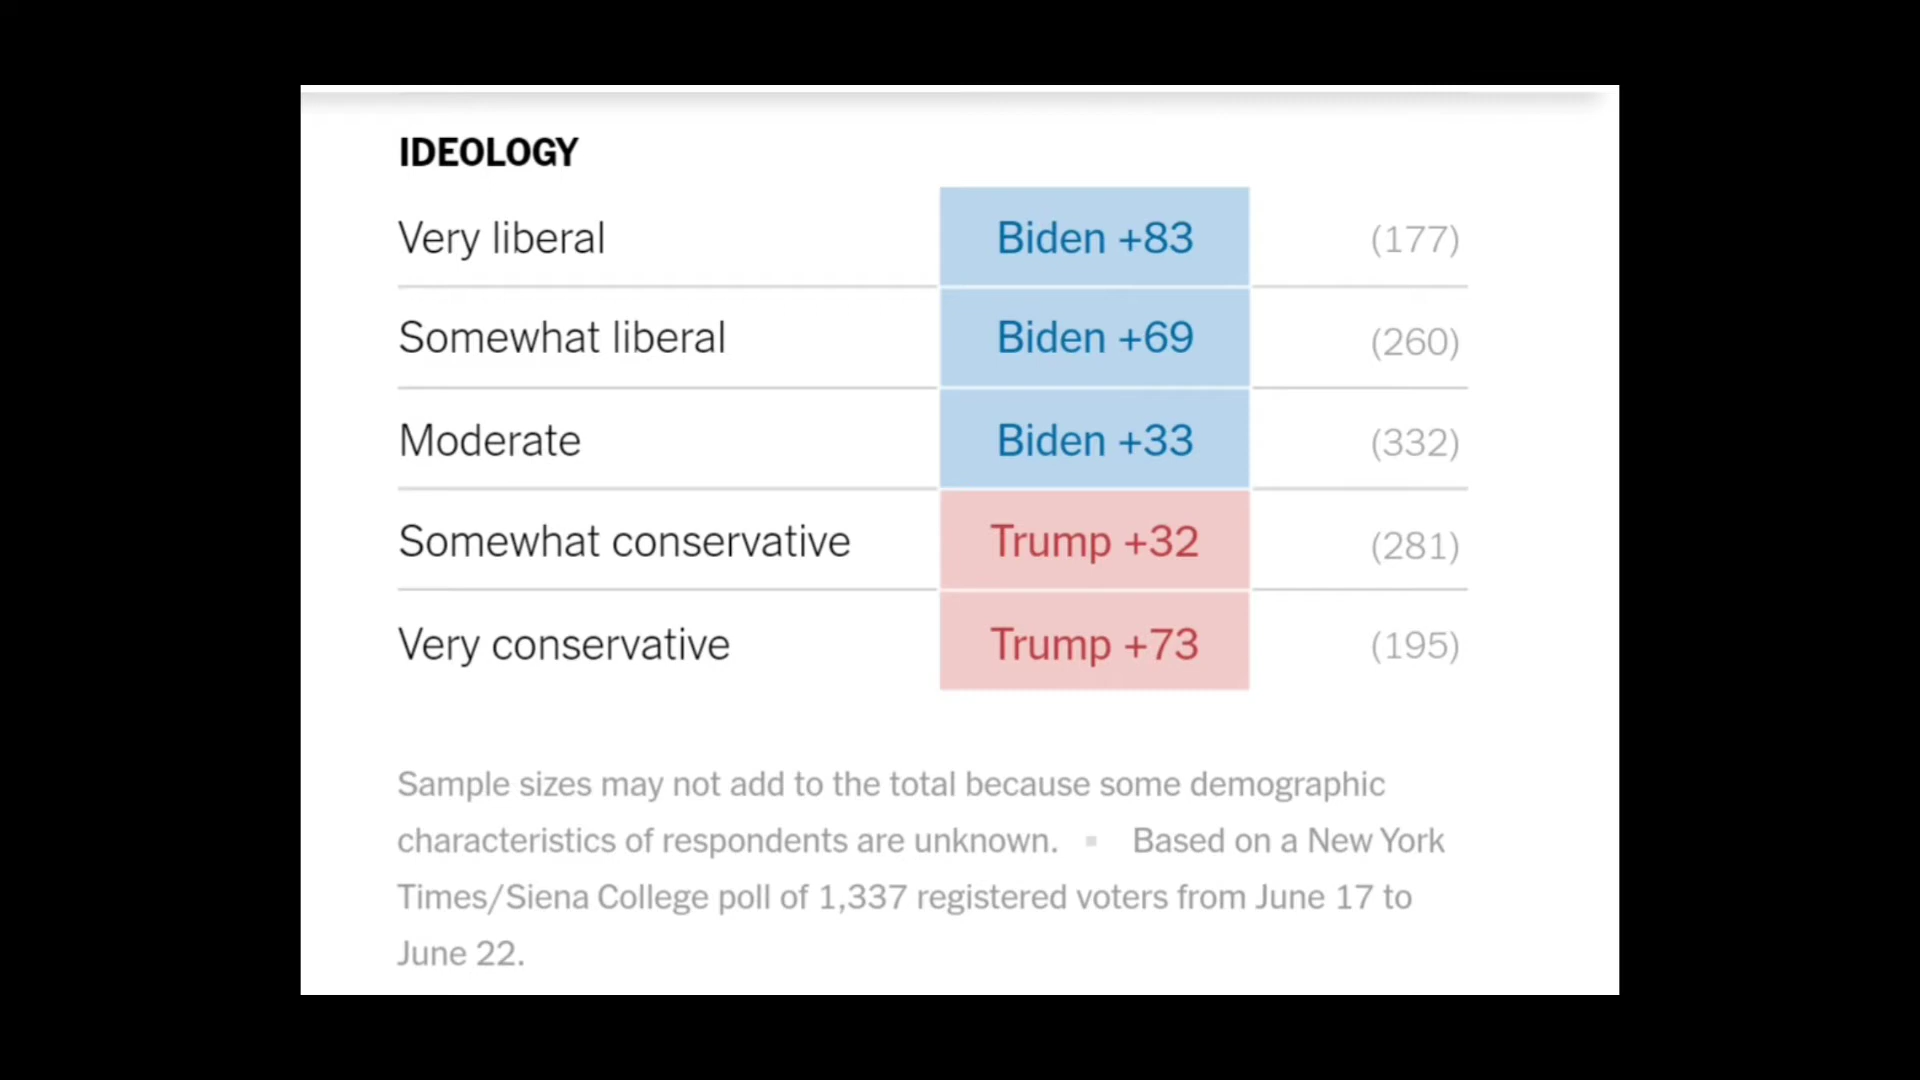 IDEOLOGY
Very liberal Biden +83 (177)
Somewhat liberal Biden +69 (260)
Moderate Biden +33 (332)
Somewhat conservative Trump +32 (281)
Very conservative Trump +73 (195)
Sample sizes may not add to the total because some demographic
characteristics of respondents are unknown. ▪ Based on a New York
Times/Siena College poll of 1,337 registered voters from June 17 to
June 22.